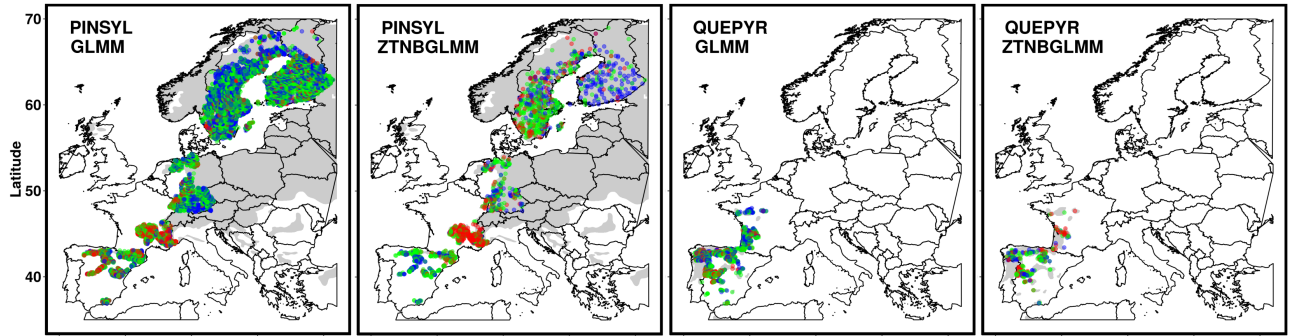 PINSYL
GLMM
PINSYL
ZTNBGLMM
QUEPYR
GLMM
QUEPYR
ZTNBGLMM
Latitude
70
60
50
40